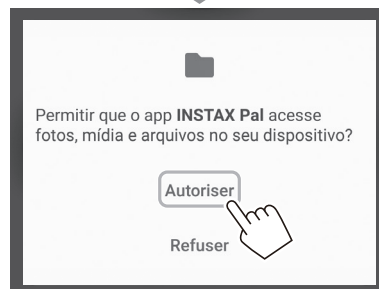 Permitir que o app INSTAX Pal acesse
fotos, mídia e arquivos no seu dispositivo?
Autoriser
Refuser